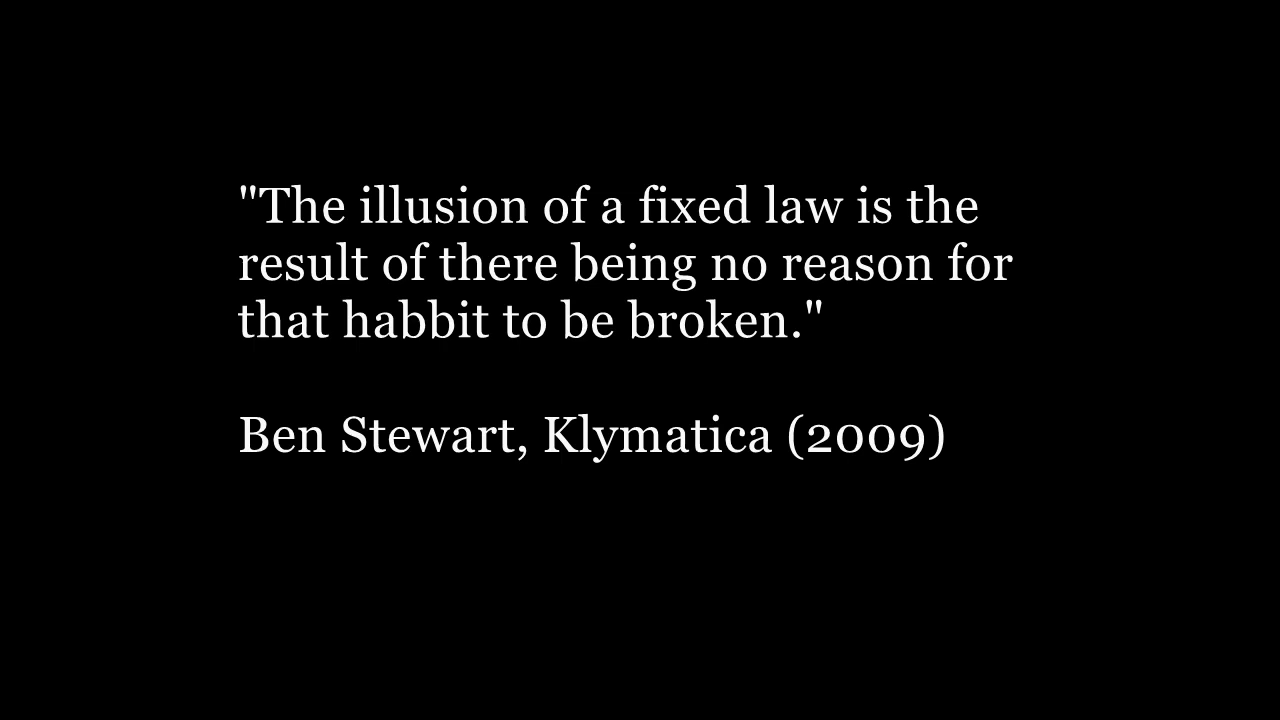 "The illusion of a fixed law is the
result of there being no reason for
that habbit to be broken."
Ben Stewart, Klymatica (2009)